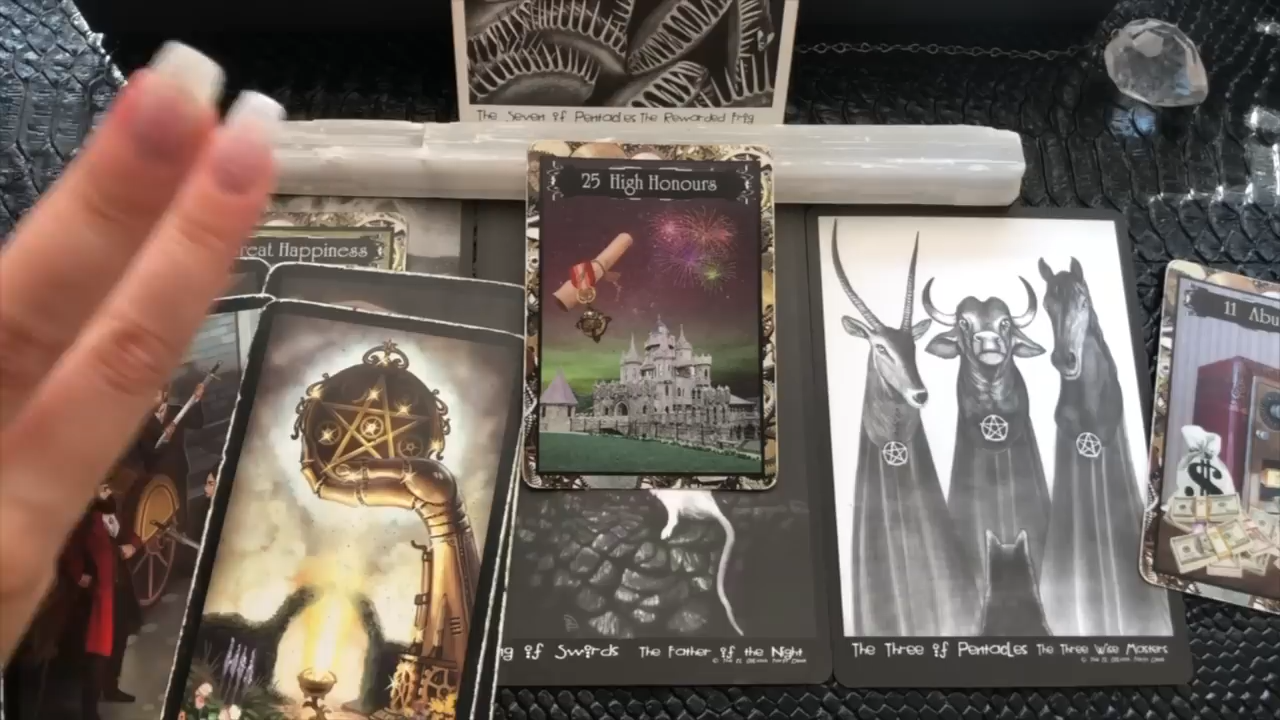 The Seven of Pentacles The Rewarded Frog
25 High Honours
reat Happiness
11 Abu
$
ng of Swords The Father of the Night
The Three of Pentacles The Three Wise Masters